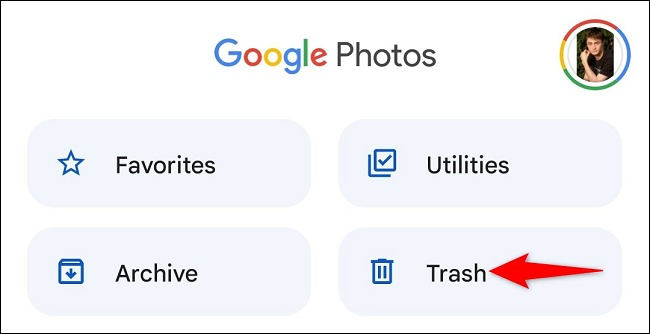 Google Photos
Favorites
Utilities
Archive
Trash